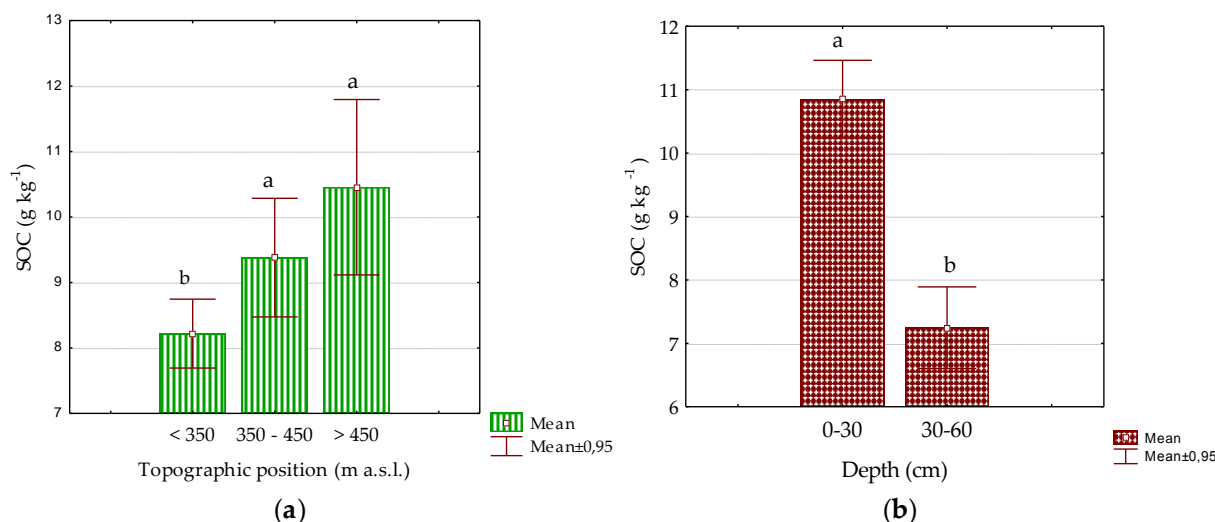 13
12
11
10
9
8
7
SOC (g kg⁻¹)
a
a
b
< 350
350 - 450
> 450
Topographic position (m a.s.l.)
Mean
Mean±0,95
(a)
12
11
10
9
8
7
6
SOC (g kg⁻¹)
a
b
0-30
30-60
Depth (cm)
Mean
Mean±0,95
(b)